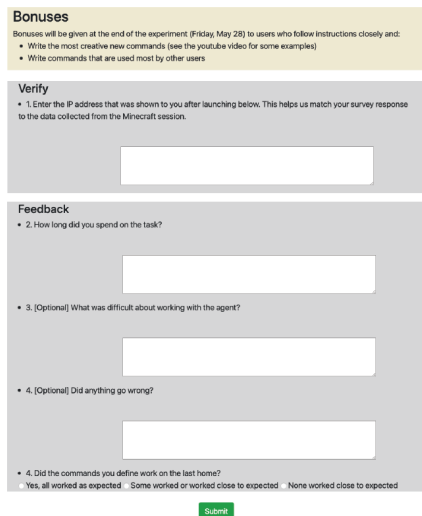 Bonuses
Bonuses will be given at the end of the experiment (Friday, May 28) to users who follow instructions closely and:
• Write the most creative new commands (see the youtube video for some examples)
• Write commands that are used most by other users
Verify
• 1. Enter the IP address that was shown to you after launching below. This helps us match your survey response
to the data collected from the Minecraft session.
Feedback
• 2. How long did you spend on the task?
• 3. [Optional] What was difficult about working with the agent?
• 4. [Optional] Did anything go wrong?
• 4. Did the commands you define work on the last home?
Yes, all worked as expected Some worked or worked close to expected None worked close to expected
Submit